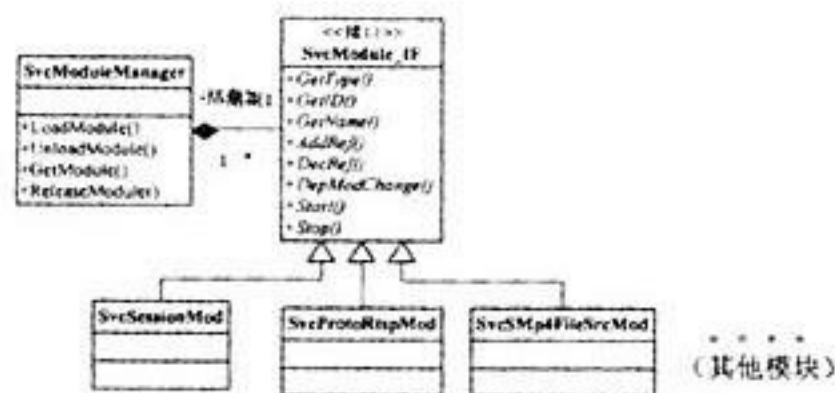 <<接口>>
SvcModule_IF
+GetType()
+GetID()
+GetName()
+AddRef()
+DecRef()
+DepModChange()
+Start()
+Stop()
SvcModuleManager
+LoadModule()
+UnloadModule()
+GetModule()
+ReleaseModule()
1
*
SvcSessionMod
SvcProtoRtspMod
SvcSMp4FileSrcMod
(其他模块)